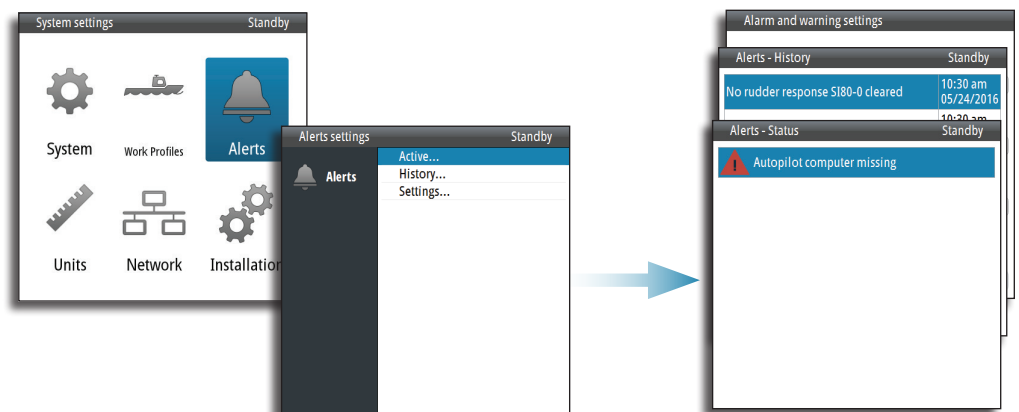 System settings Standby
System
Work Profiles
Alerts
Units
Network
Installation
Alerts settings Standby
Alerts
Active...
History...
Settings...
Alarm and warning settings
Alerts - History Standby
No rudder response SI80-0 cleared
10:30 am
05/24/2016
10:30 am
Alerts - Status Standby
Autopilot computer missing